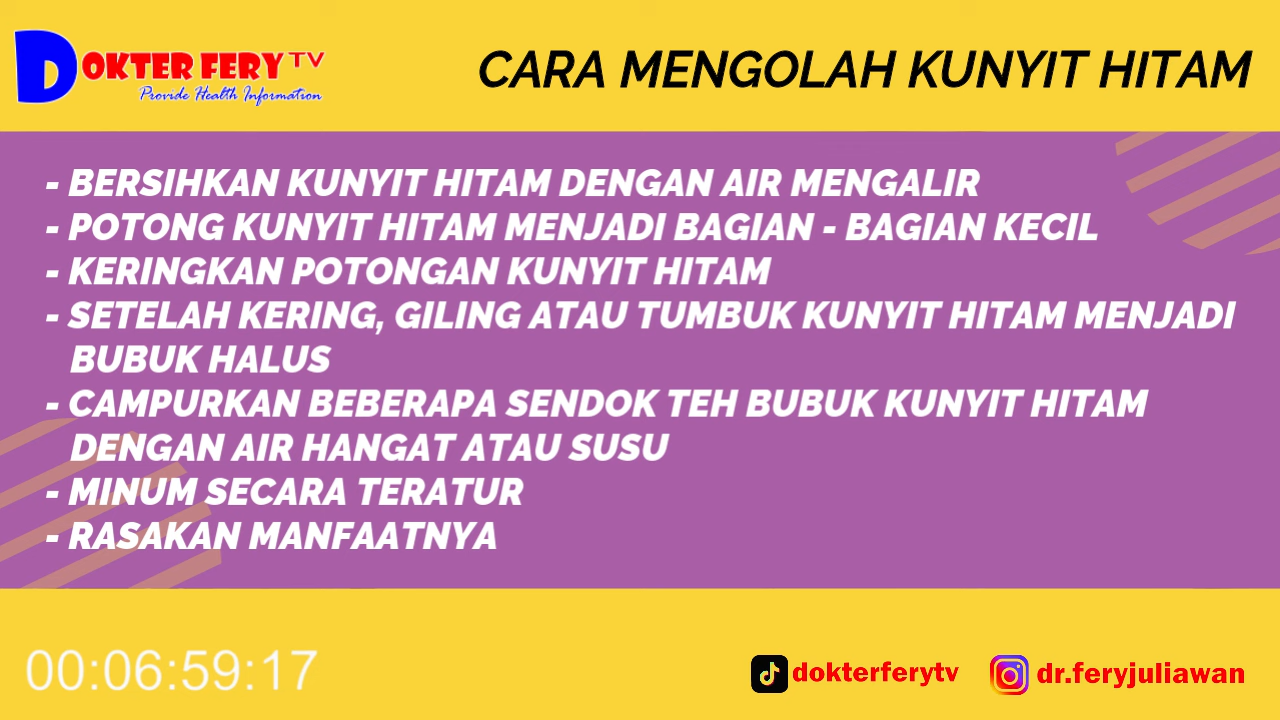 DOKTER FERY TV
Provide Health Information
CARA MENGOLAH KUNYIT HITAM
- BERSIHKAN KUNYIT HITAM DENGAN AIR MENGALIR
- POTONG KUNYIT HITAM MENJADI BAGIAN - BAGIAN KECIL
- KERINGKAN POTONGAN KUNYIT HITAM
- SETELAH KERING, GILING ATAU TUMBUK KUNYIT HITAM MENJADI
BUBUK HALUS
- CAMPURKAN BEBERAPA SENDOK TEH BUBUK KUNYIT HITAM
DENGAN AIR HANGAT ATAU SUSU
- MINUM SECARA TERATUR
- RASAKAN MANFAATNYA
00:06:59:17
dokterferytv
dr.feryjuliawan